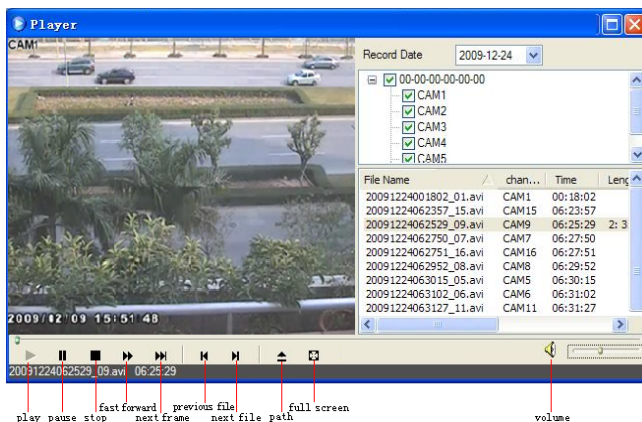 Player
CAM1
2009/02/09 15:51 48
Record Date 2009-12-24
00-00-00-00-00-00
CAM1
CAM2
CAM3
CAM4
CAM5
File Name chan... Time Leng
20091224001802_01.avi CAM1 00:18:02
20091224062357_15.avi CAM15 06:23:57
20091224062529_09.avi CAM9 06:25:29 2: 3
20091224062750_07.avi CAM7 06:27:50
20091224062751_16.avi CAM16 06:27:51
20091224062952_08.avi CAM8 06:29:52
20091224063015_05.avi CAM5 06:30:15
20091224063102_06.avi CAM6 06:31:02
20091224063127_11.avi CAM11 06:31:27
20091224062529_09.avi 06:25:29
fast forward previous file full screen
play pause stop next frame next file path volume